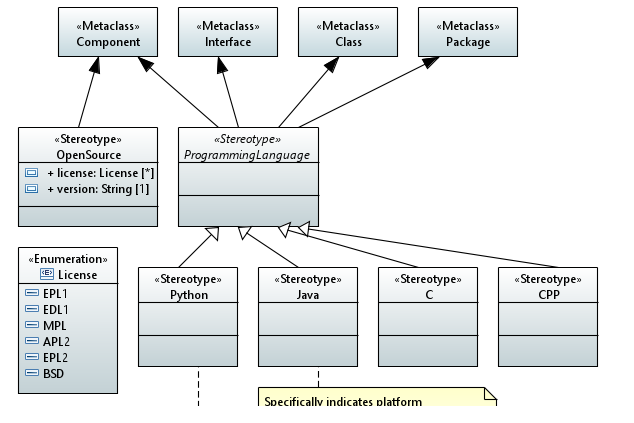 «Metaclass»
Component
«Metaclass»
Interface
«Metaclass»
Class
«Metaclass»
Package
«Stereotype»
OpenSource
+ license: License [*]
+ version: String [1]
«Stereotype»
ProgrammingLanguage
«Enumeration»
License
EPL1
EDL1
MPL
APL2
EPL2
BSD
«Stereotype»
Python
«Stereotype»
Java
«Stereotype»
C
«Stereotype»
CPP
Specifically indicates platform